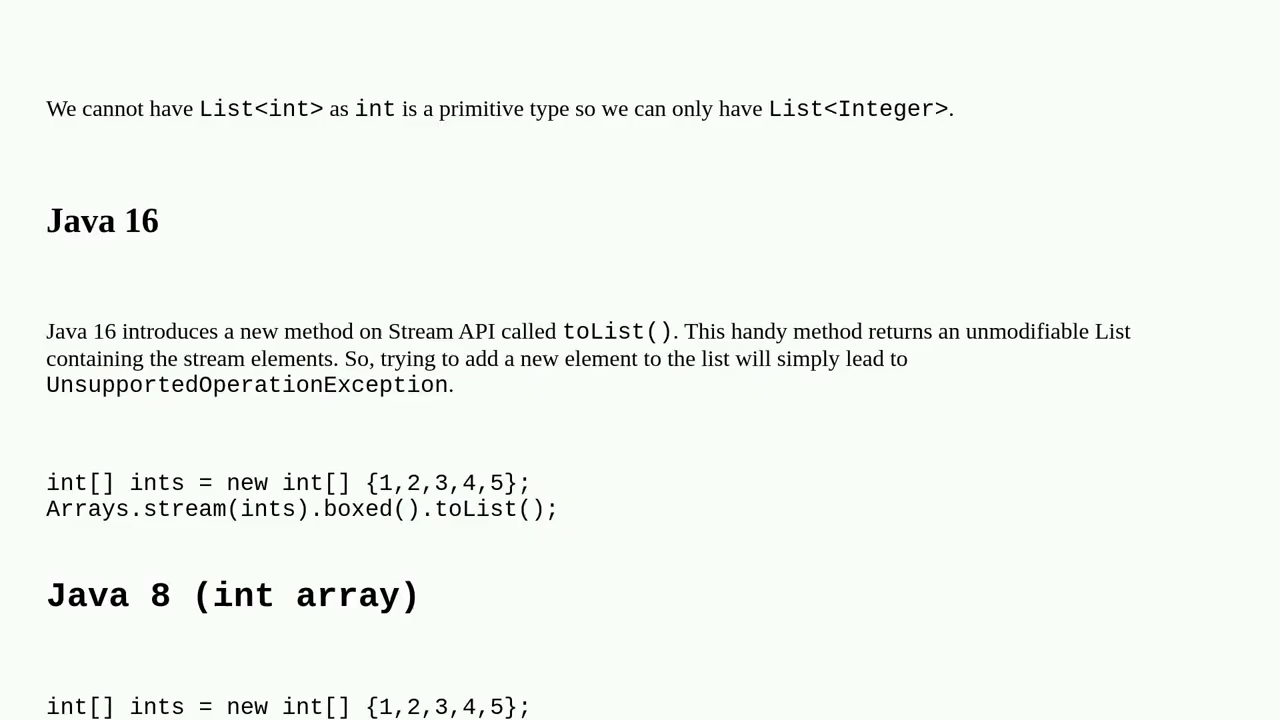 We cannot have List<int> as int is a primitive type so we can only have List<Integer>.
Java 16
Java 16 introduces a new method on Stream API called toList(). This handy method returns an unmodifiable List
containing the stream elements. So, trying to add a new element to the list will simply lead to
UnsupportedOperationException.
int[] ints = new int[] {1,2,3,4,5};
Arrays.stream(ints).boxed().toList();
Java 8 (int array)
int[] ints = new int[] {1,2,3,4,5};